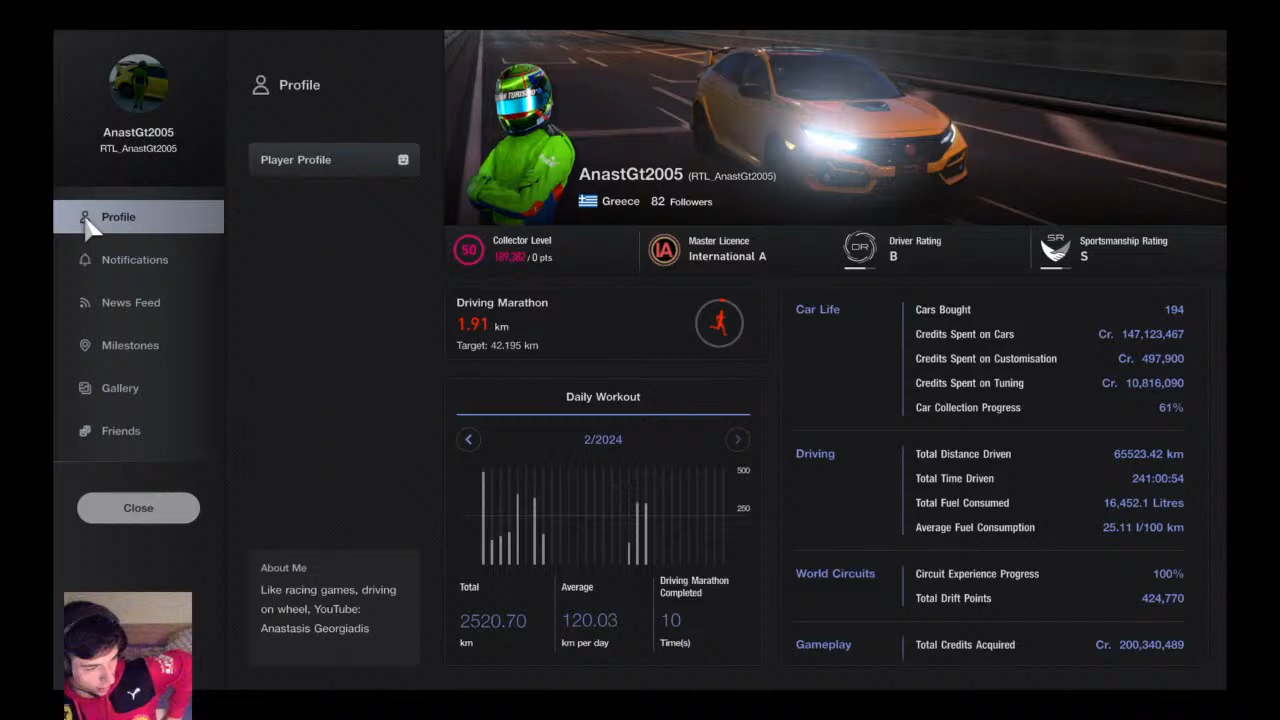 AnastGt2005
RTL_AnastGt2005
Profile
Notifications
News Feed
Milestones
Gallery
Friends
Close
Profile
Player Profile
About Me
Like racing games, driving
on wheel, YouTube:
Anastasis Georgiadis
AnastGt2005 (RTL_AnastGt2005)
Greece 82 Followers
50
Collector Level
189,382 / 0 pts
IA
Master Licence
International A
DR
Driver Rating
B
SR
Sportsmanship Rating
S
Driving Marathon
1.91 km
Target: 42.195 km
Daily Workout
2/2024
500
250
Total
2520.70
km
Average
120.03
km per day
Driving Marathon
Completed
10
Time(s)
Car Life
Cars Bought 194
Credits Spent on Cars Cr. 147,123,467
Credits Spent on Customisation Cr. 497,900
Credits Spent on Tuning Cr. 10,816,090
Car Collection Progress 61%
Driving
Total Distance Driven 65523.42 km
Total Time Driven 241:00:54
Total Fuel Consumed 16,452.1 Litres
Average Fuel Consumption 25.11 l/100 km
World Circuits
Circuit Experience Progress 100%
Total Drift Points 424,770
Gameplay
Total Credits Acquired Cr. 200,340,489